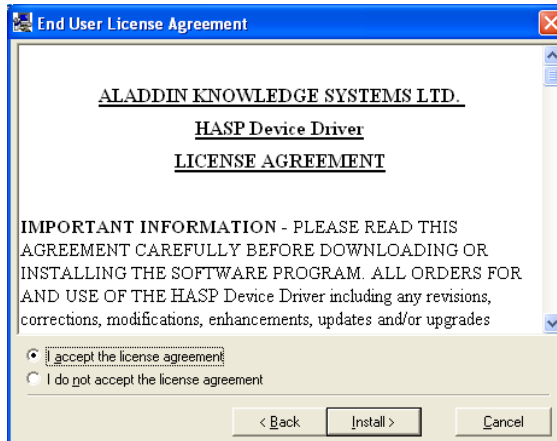 End User License Agreement
ALADDIN KNOWLEDGE SYSTEMS LTD.
HASP Device Driver
LICENSE AGREEMENT
IMPORTANT INFORMATION - PLEASE READ THIS
AGREEMENT CAREFULLY BEFORE DOWNLOADING OR
INSTALLING THE SOFTWARE PROGRAM. ALL ORDERS FOR
AND USE OF THE HASP Device Driver including any revisions,
corrections, modifications, enhancements, updates and/or upgrades
I accept the license agreement
I do not accept the license agreement
< Back Install > Cancel